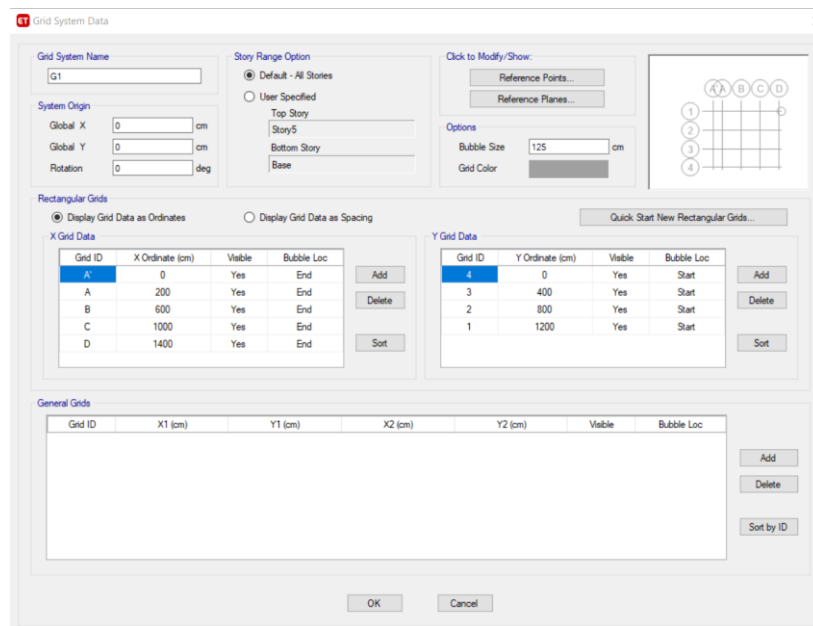 ET Grid System Data
Grid System Name
G1
System Origin
Global X 0 cm
Global Y 0 cm
Rotation 0 deg
Story Range Option
Default - All Stories
User Specified
Top Story
Story5
Bottom Story
Base
Click to Modify/Show:
Reference Points...
Reference Planes...
Options
Bubble Size 125 cm
Grid Color
A' A B C D
1
2
3
4
Rectangular Grids
Display Grid Data as Ordinates Display Grid Data as Spacing Quick Start New Rectangular Grids...
X Grid Data
Grid ID X Ordinate (cm) Visible Bubble Loc
A' 0 Yes End
A 200 Yes End
B 600 Yes End
C 1000 Yes End
D 1400 Yes End
Add
Delete
Sort
Y Grid Data
Grid ID Y Ordinate (cm) Visible Bubble Loc
4 0 Yes Start
3 400 Yes Start
2 800 Yes Start
1 1200 Yes Start
Add
Delete
Sort
General Grids
Grid ID X1 (cm) Y1 (cm) X2 (cm) Y2 (cm) Visible Bubble Loc
Add
Delete
Sort by ID
OK Cancel